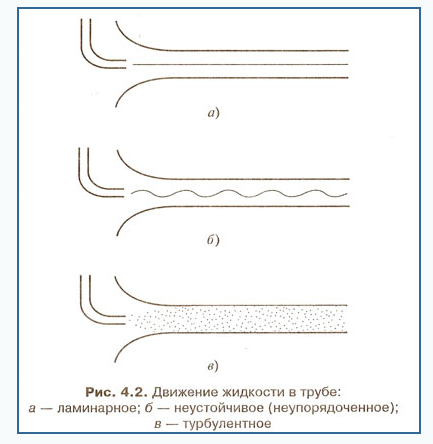 а)
б)
в)
Рис. 4.2. Движение жидкости в трубе:
а — ламинарное; б — неустойчивое (неупорядоченное);
в — турбулентное